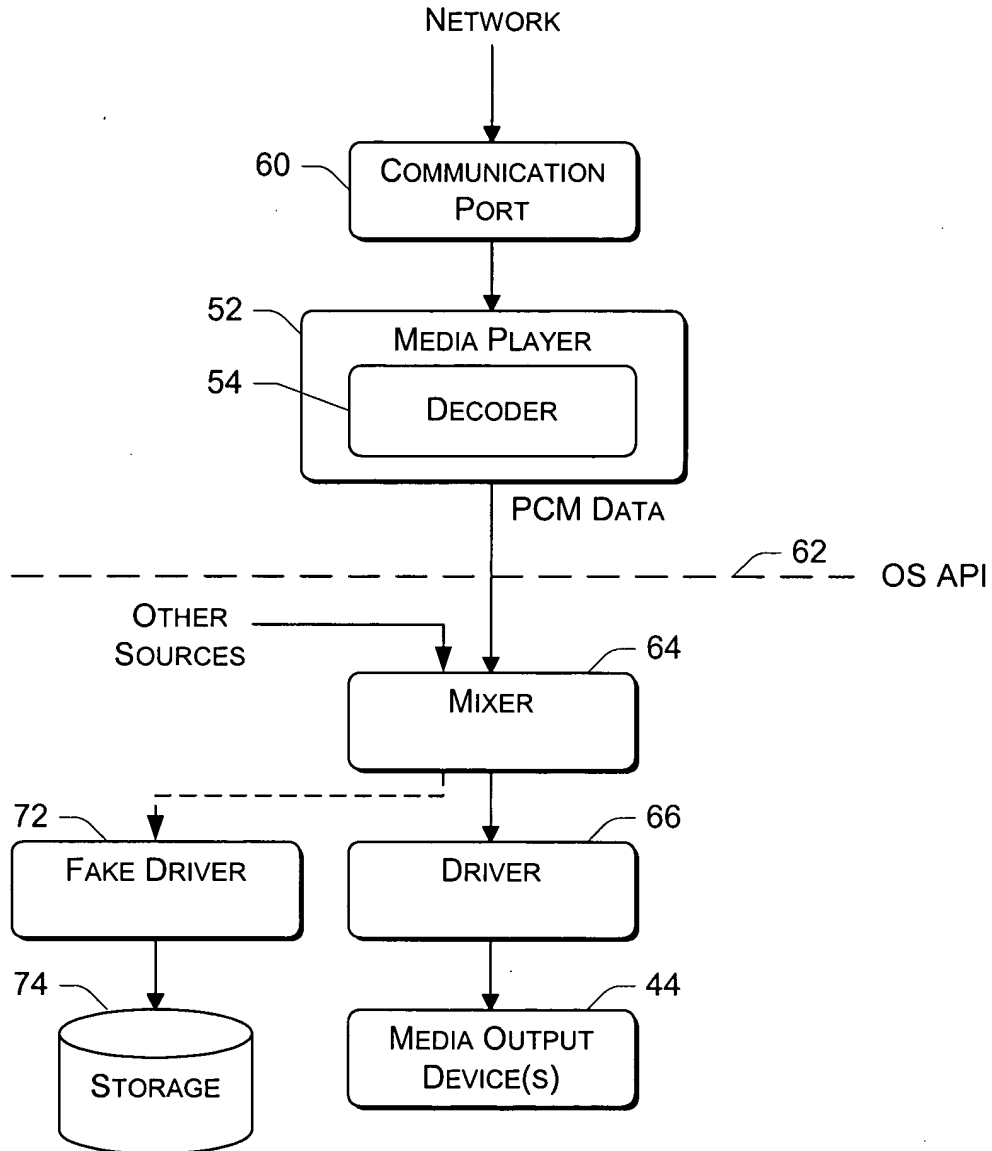 NETWORK
60
COMMUNICATION
PORT
52
MEDIA PLAYER
54
DECODER
PCM DATA
62
OS API
OTHER
SOURCES
64
MIXER
72
66
FAKE DRIVER
DRIVER
74
44
STORAGE
MEDIA OUTPUT
DEVICE(S)